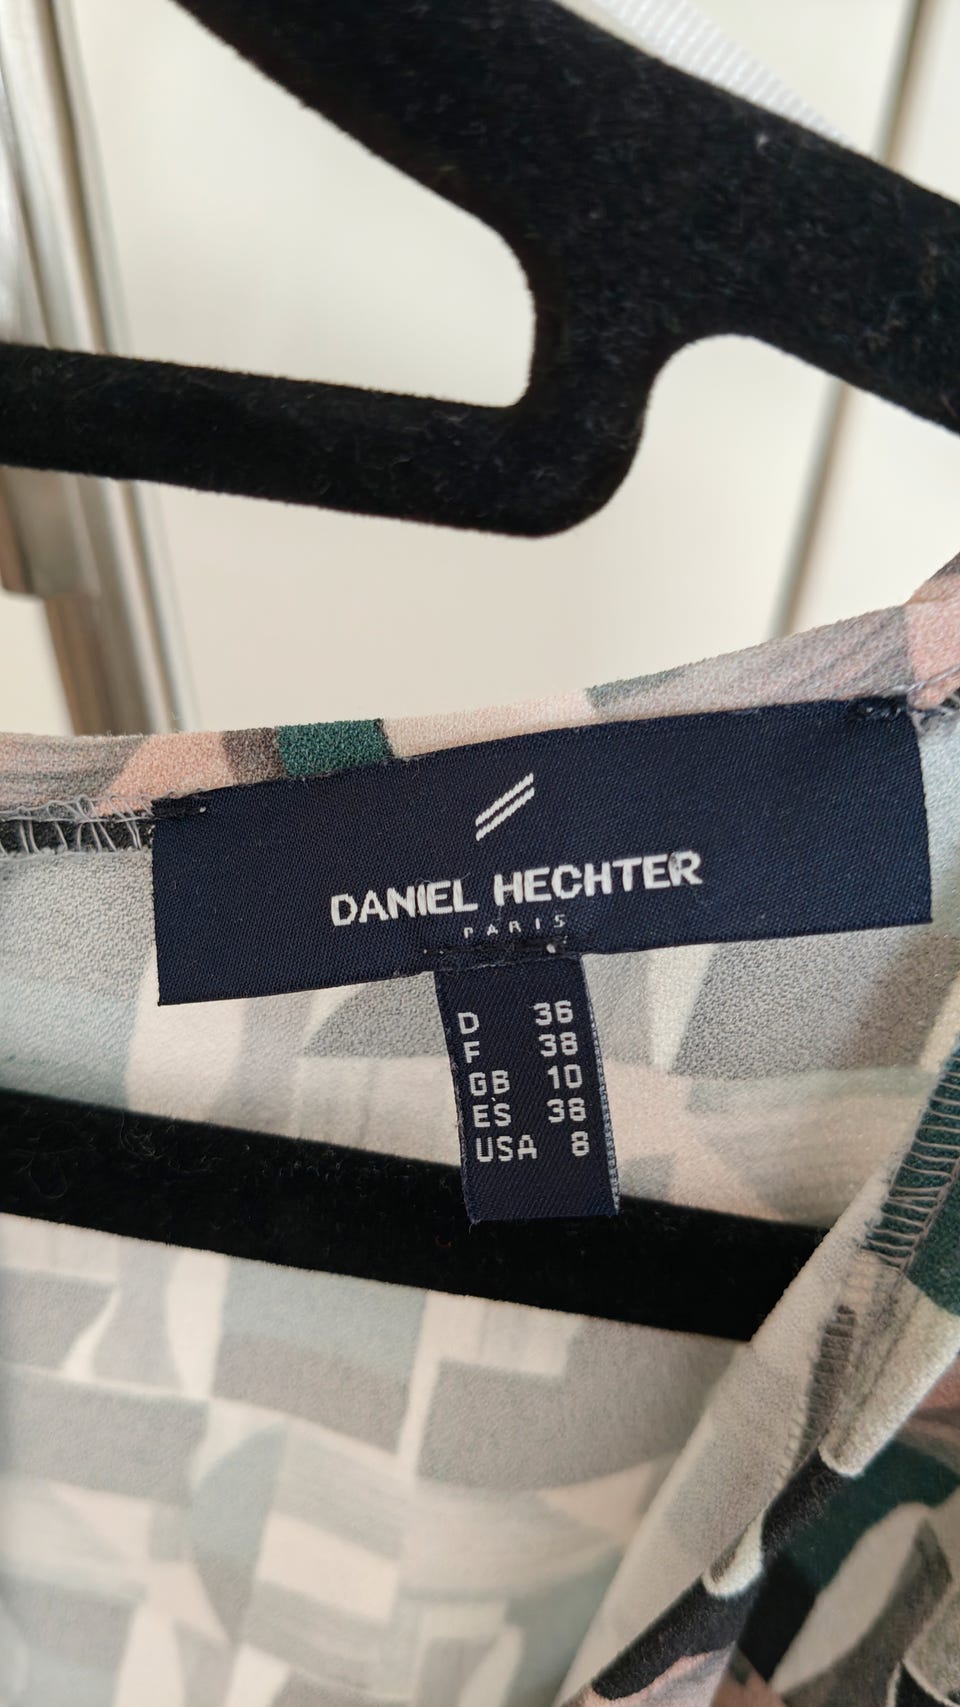 DANIEL HECHTER
PARIS
D 36
F 38
GB 10
ES 38
USA 8